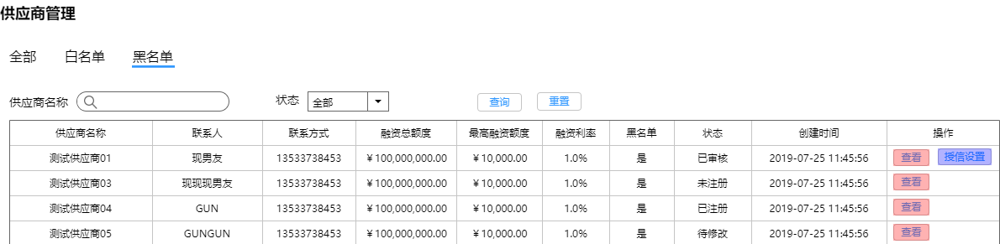 供应商管理
全部 白名单 黑名单
供应商名称 状态 全部 查询 重置
供应商名称 联系人 联系方式 融资总额度 最高融资额度 融资利率 黑名单 状态 创建时间 操作
测试供应商01 现男友 13533738453 ￥100,000,000.00 ￥10,000.00 1.0% 是 已审核 2019-07-25 11:45:56 查看 授信设置
测试供应商03 现现现男友 13533738453 ￥100,000,000.00 ￥10,000.00 1.0% 是 未注册 2019-07-25 11:45:56 查看
测试供应商04 GUN 13533738453 ￥100,000,000.00 ￥10,000.00 1.0% 是 已注册 2019-07-25 11:45:56 查看
测试供应商05 GUNGUN 13533738453 ￥100,000,000.00 ￥10,000.00 1.0% 是 待修改 2019-07-25 11:45:56 查看